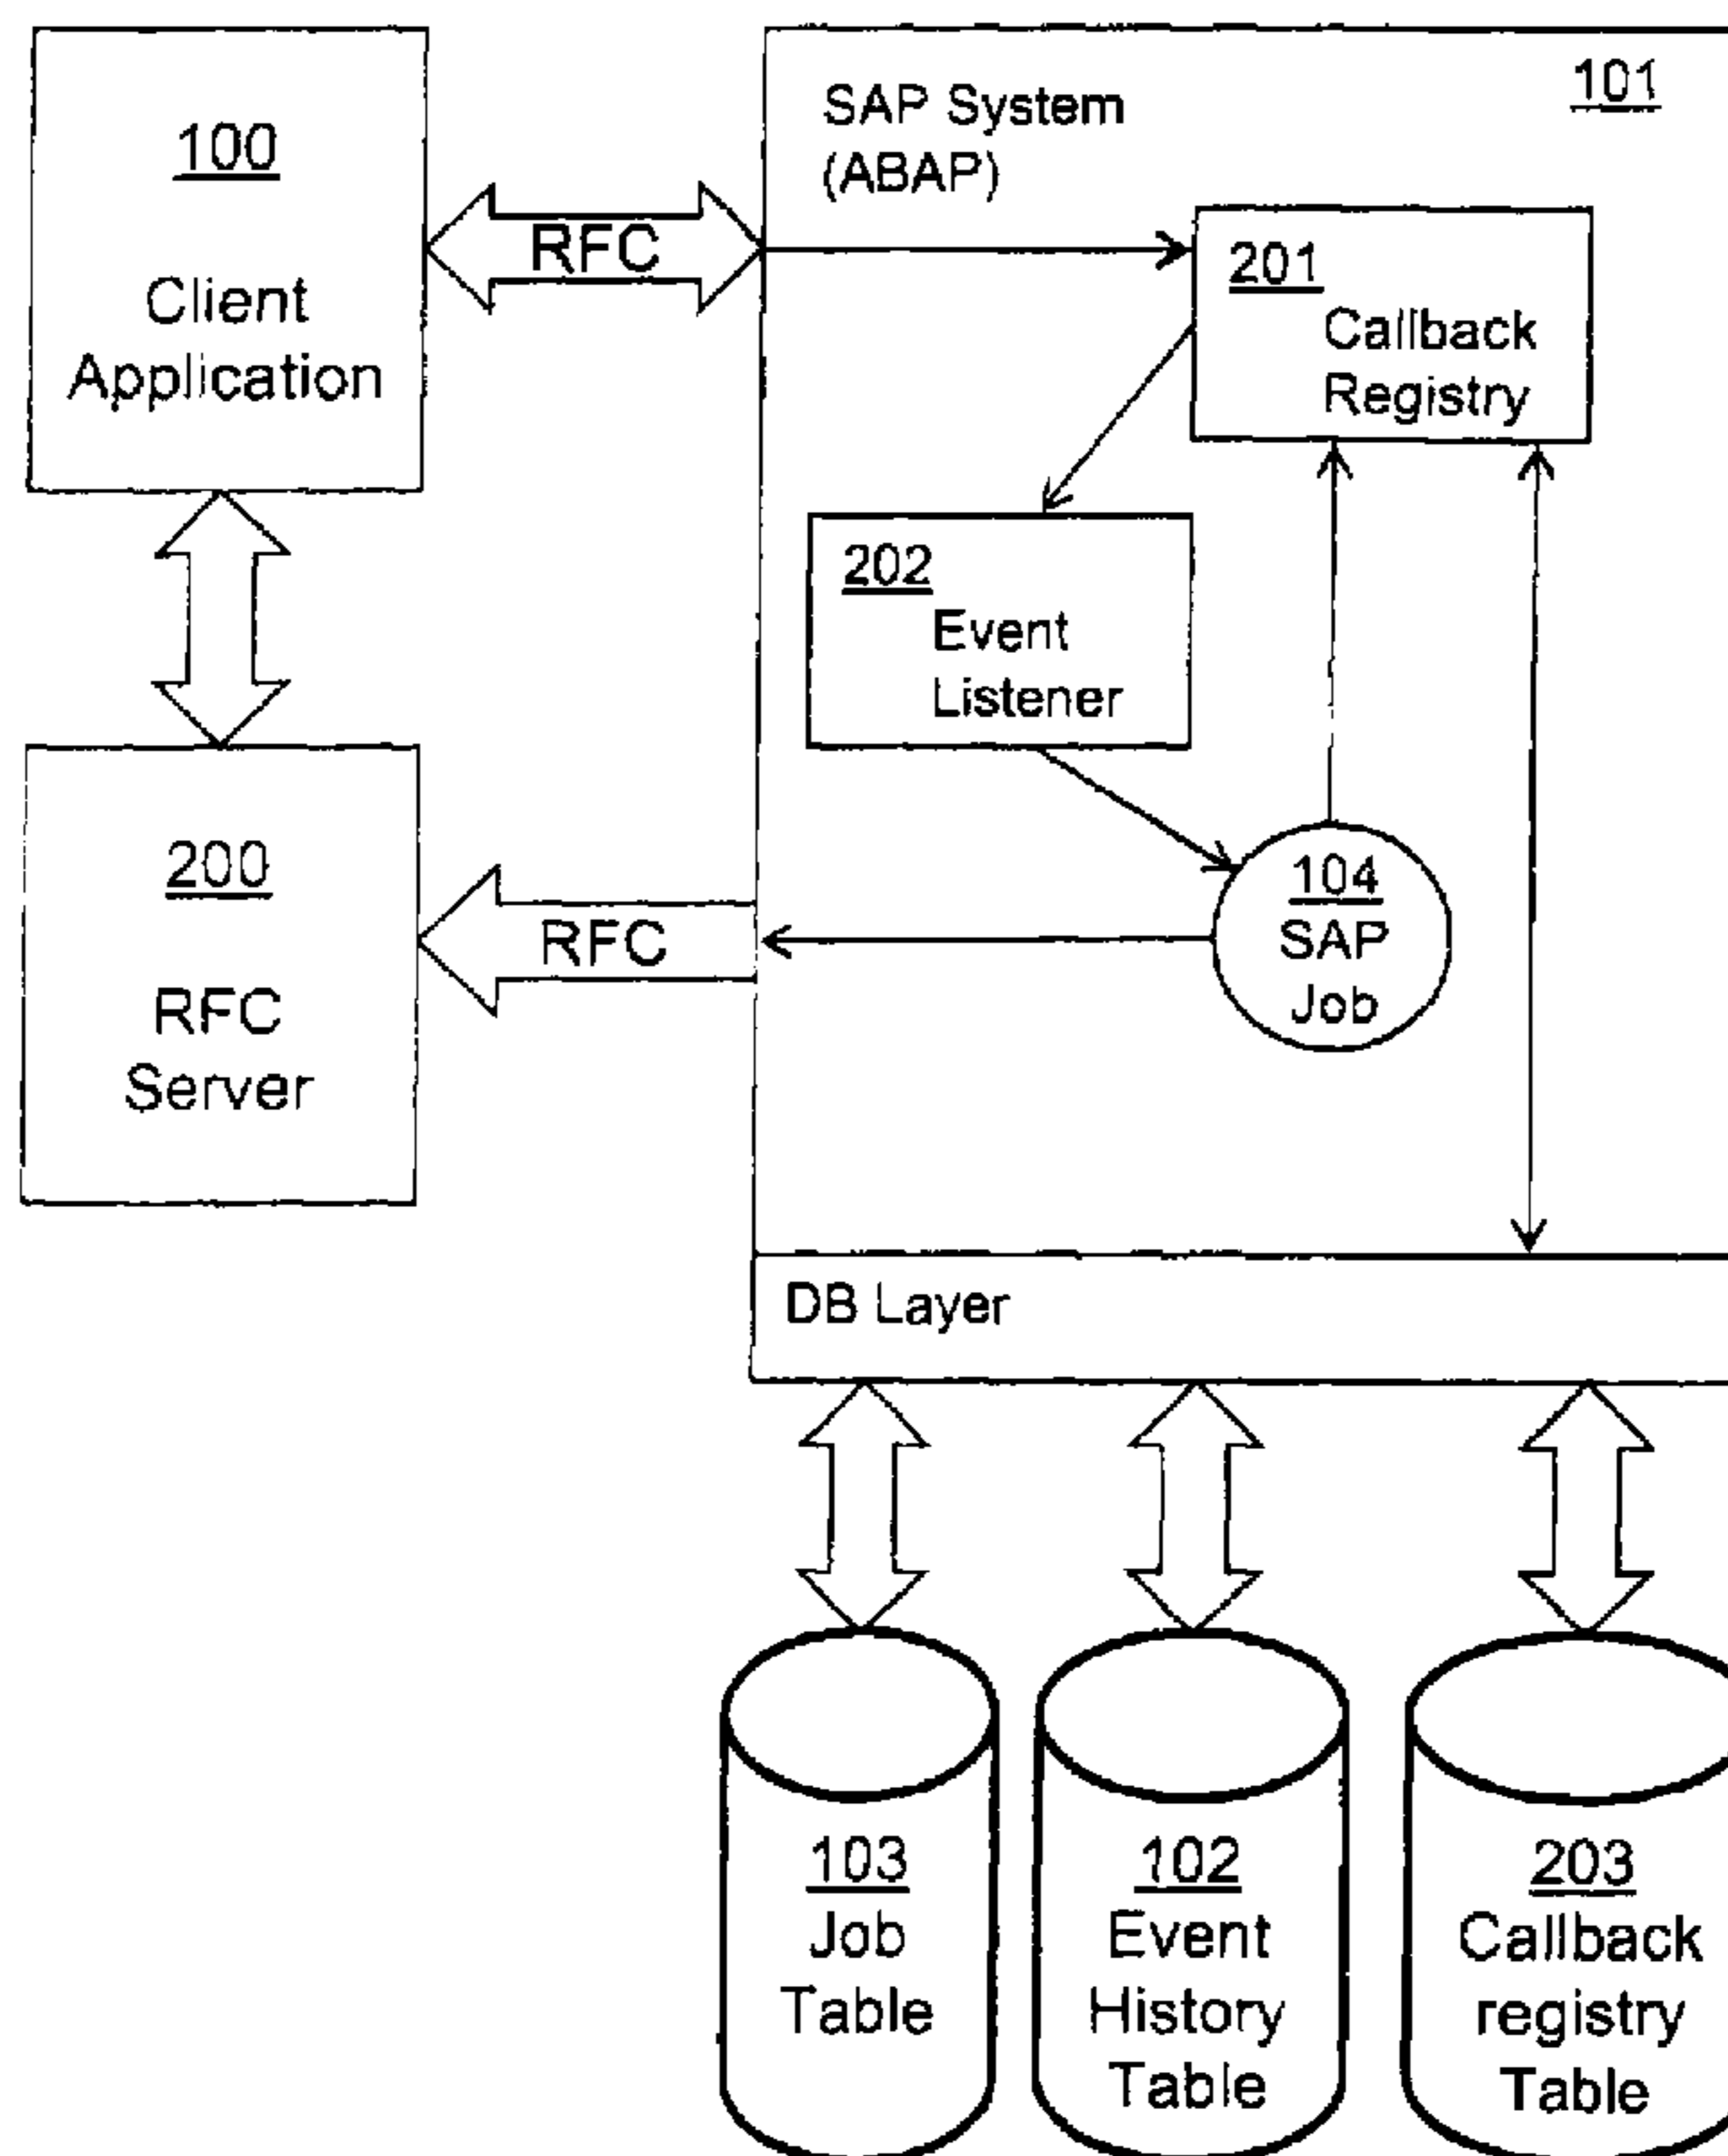 100
Client
Application
RFC
SAP System
(ABAP)
101
201
Callback
Registry
202
Event
Listener
104
SAP
Job
RFC
200
RFC
Server
DB Layer
103
Job
Table
102
Event
History
Table
203
Callback
registry
Table